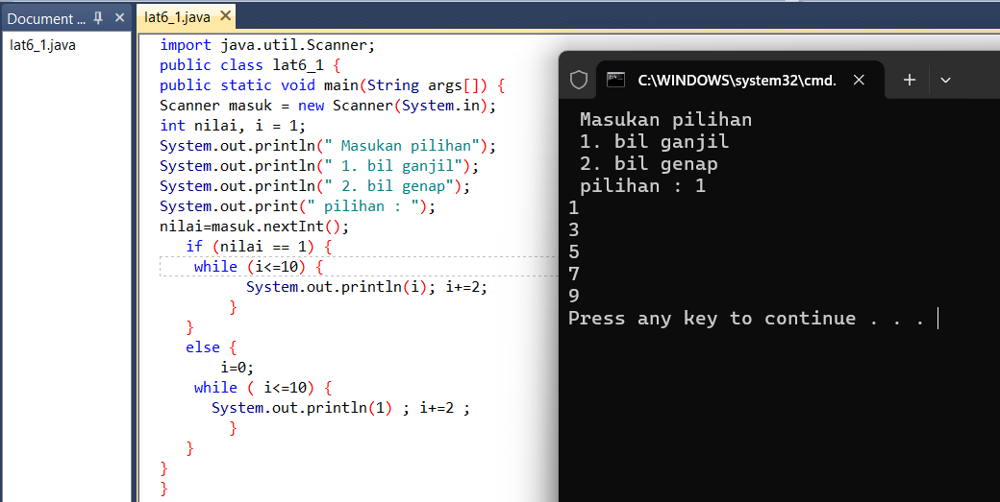 Document ...
lat6_1.java
lat6_1.java
import java.util.Scanner;
public class lat6_1 {
public static void main(String args[]) {
Scanner masuk = new Scanner(System.in);
int nilai, i = 1;
System.out.println(" Masukan pilihan");
System.out.println(" 1. bil ganjil");
System.out.println(" 2. bil genap");
System.out.print(" pilihan : ");
nilai=masuk.nextInt();
if (nilai == 1) {
while (i<=10) {
System.out.println(i); i+=2;
}
}
else {
i=0;
while ( i<=10) {
System.out.println(1) ; i+=2 ;
}
}
}
}
C:\WINDOWS\system32\cmd.
Masukan pilihan
1. bil ganjil
2. bil genap
pilihan : 1
1
3
5
7
9
Press any key to continue . . .